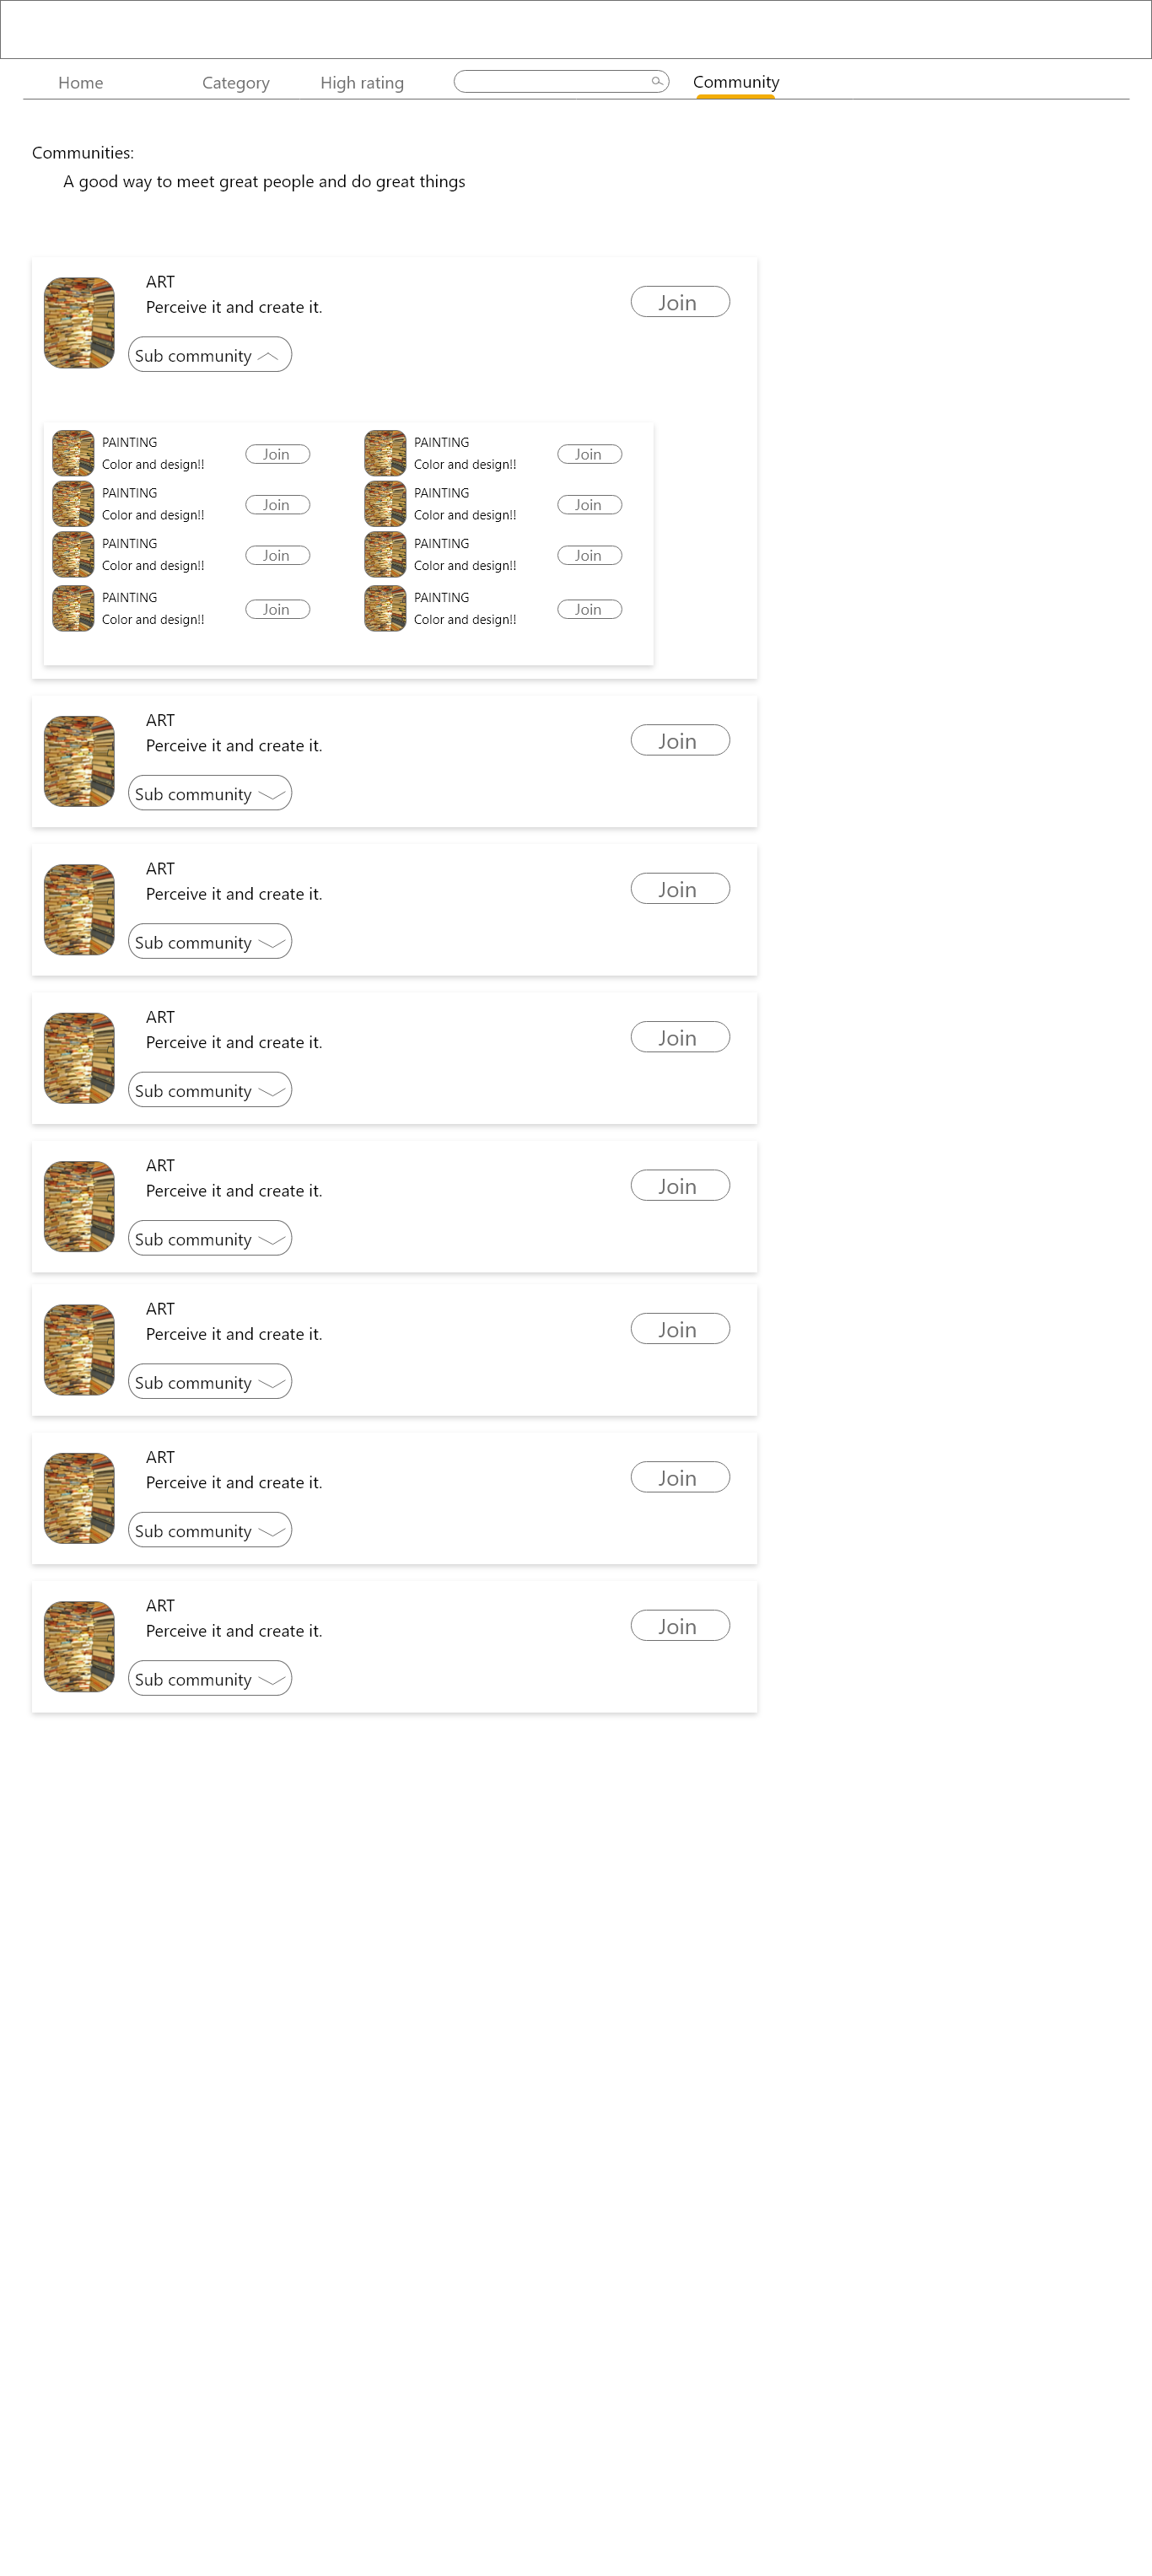 Home Category High rating Community
Communities:
A good way to meet great people and do great things
ART
Perceive it and create it.
Join
Sub community
PAINTING
Color and design!!
Join
PAINTING
Color and design!!
Join
PAINTING
Color and design!!
Join
PAINTING
Color and design!!
Join
PAINTING
Color and design!!
Join
PAINTING
Color and design!!
Join
PAINTING
Color and design!!
Join
PAINTING
Color and design!!
Join
ART
Perceive it and create it.
Join
Sub community
ART
Perceive it and create it.
Join
Sub community
ART
Perceive it and create it.
Join
Sub community
ART
Perceive it and create it.
Join
Sub community
ART
Perceive it and create it.
Join
Sub community
ART
Perceive it and create it.
Join
Sub community
ART
Perceive it and create it.
Join
Sub community